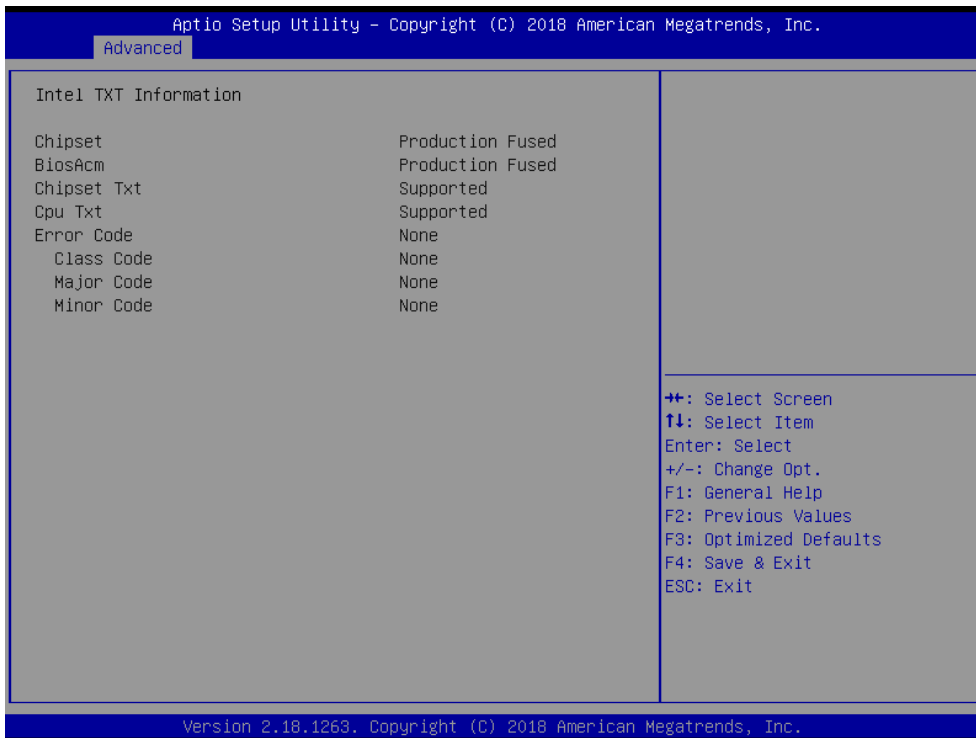 Aptio Setup Utility – Copyright (C) 2018 American Megatrends, Inc.
Advanced
Intel TXT Information
Chipset Production Fused
BiosAcm Production Fused
Chipset Txt Supported
Cpu Txt Supported
Error Code None
Class Code None
Major Code None
Minor Code None
→←: Select Screen
↑↓: Select Item
Enter: Select
+/-: Change Opt.
F1: General Help
F2: Previous Values
F3: Optimized Defaults
F4: Save & Exit
ESC: Exit
Version 2.18.1263. Copyright (C) 2018 American Megatrends, Inc.